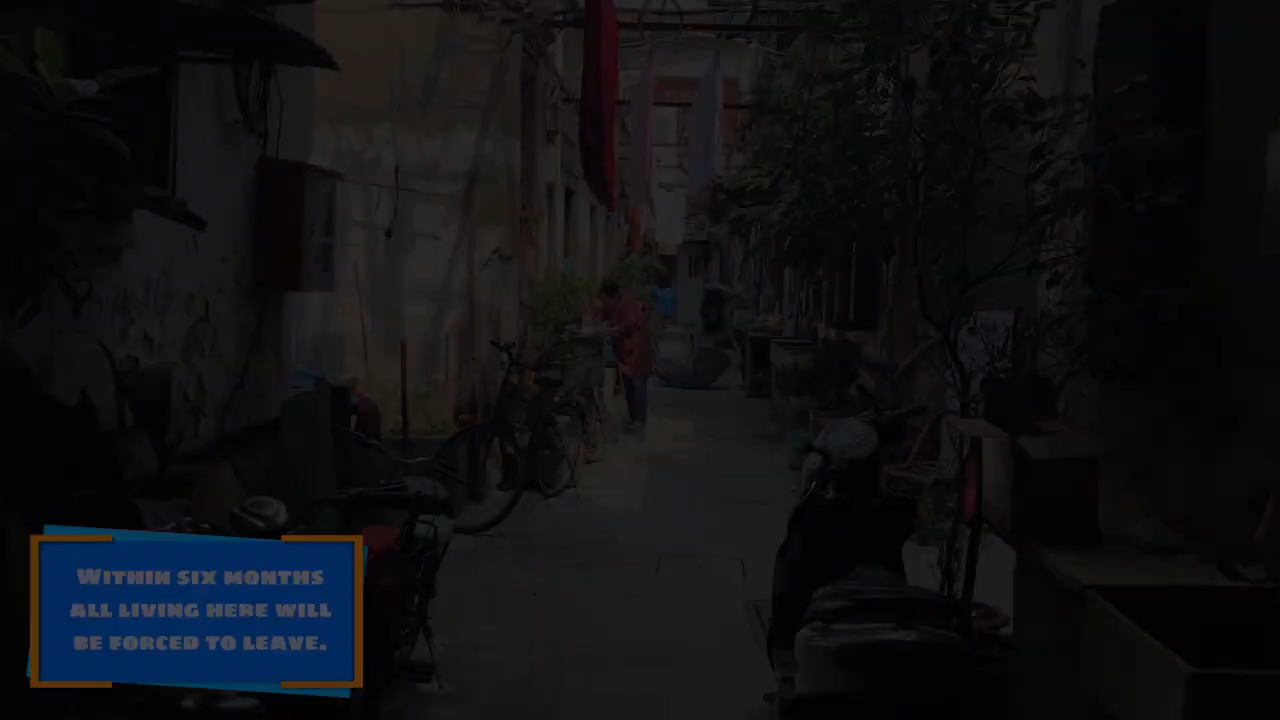 Within six months
all living here will
be forced to leave.